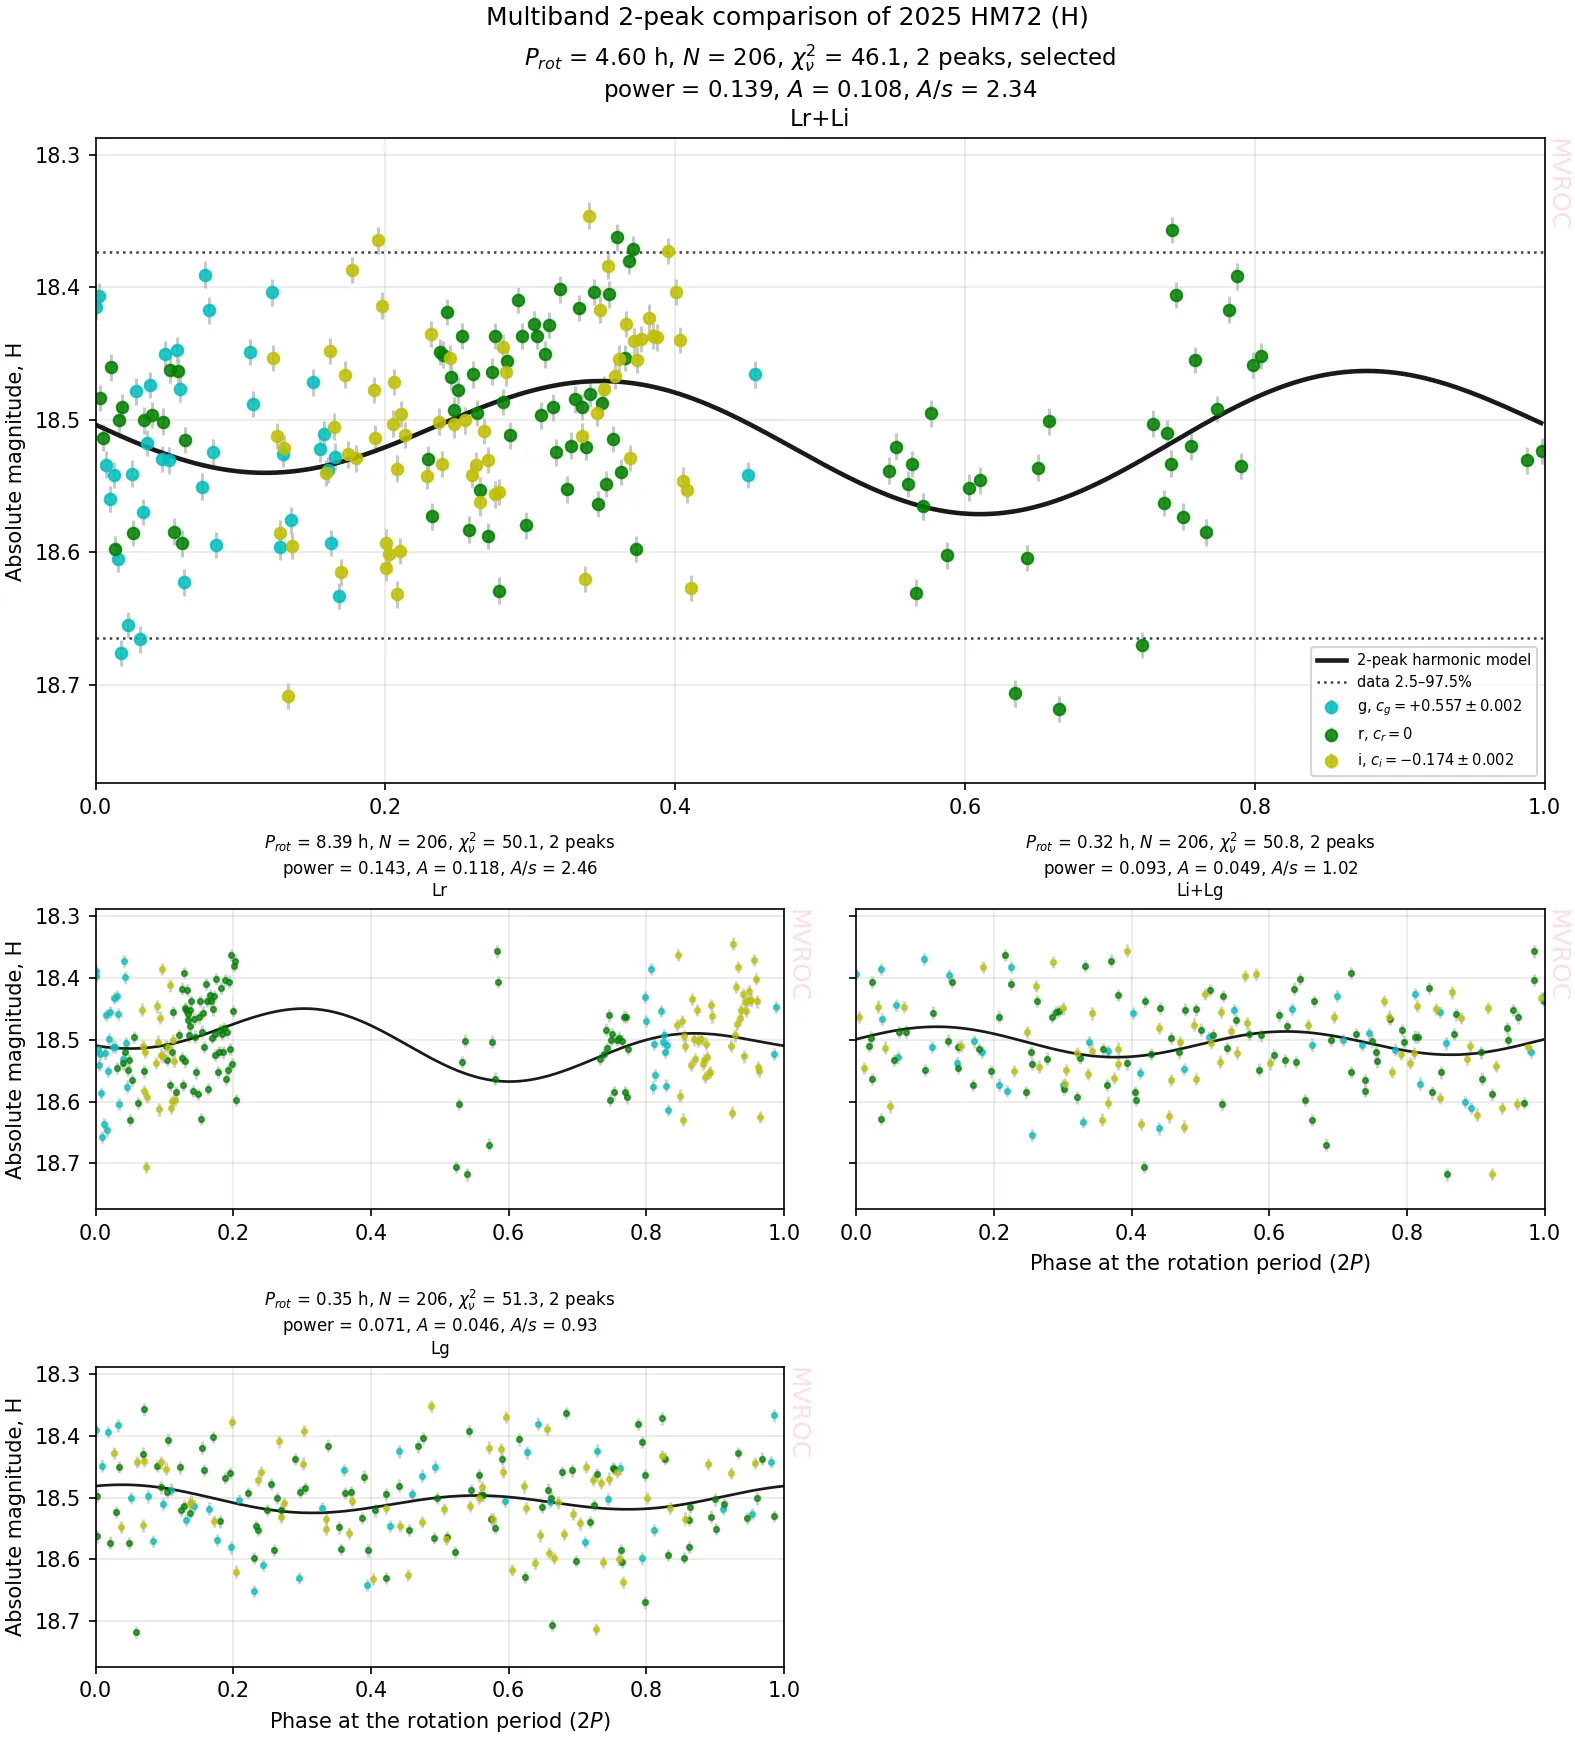 Multiband 2-peak comparison of 2025 HM72 (H)
P_rot = 4.60 h, N = 206, χ²_ν = 46.1, 2 peaks, selected
power = 0.139, A = 0.108, A/s = 2.34
Lr+Li
MVROC
Absolute magnitude, H
18.3
18.4
18.5
18.6
18.7
2-peak harmonic model
data 2.5–97.5%
g, c_g = +0.557 ± 0.002
r, c_r = 0
i, c_i = −0.174 ± 0.002
0.0 0.2 0.4 0.6 0.8 1.0
P_rot = 8.39 h, N = 206, χ²_ν = 50.1, 2 peaks
power = 0.143, A = 0.118, A/s = 2.46
Lr
MVROC
Absolute magnitude, H
18.3
18.4
18.5
18.6
18.7
0.0 0.2 0.4 0.6 0.8 1.0
P_rot = 0.32 h, N = 206, χ²_ν = 50.8, 2 peaks
power = 0.093, A = 0.049, A/s = 1.02
Li+Lg
MVROC
0.0 0.2 0.4 0.6 0.8 1.0
Phase at the rotation period (2P)
P_rot = 0.35 h, N = 206, χ²_ν = 51.3, 2 peaks
power = 0.071, A = 0.046, A/s = 0.93
Lg
MVROC
Absolute magnitude, H
18.3
18.4
18.5
18.6
18.7
0.0 0.2 0.4 0.6 0.8 1.0
Phase at the rotation period (2P)